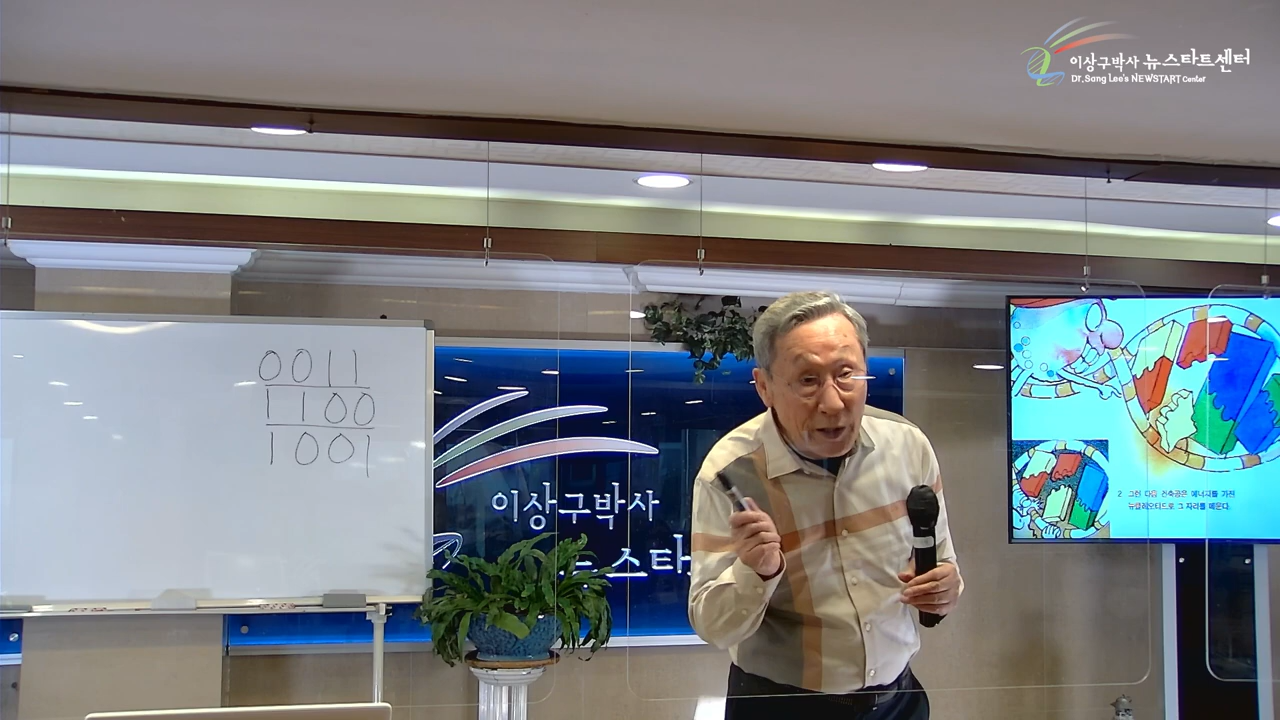 이상구박사 뉴스타트센터
Dr. Sang Lee's NEWSTART Center
0011
1100
1001
이상구박사
뉴스타
2 그런 다음 건축공은 에너지를 가진
뉴클레오티드로 그 자리를 메운다.